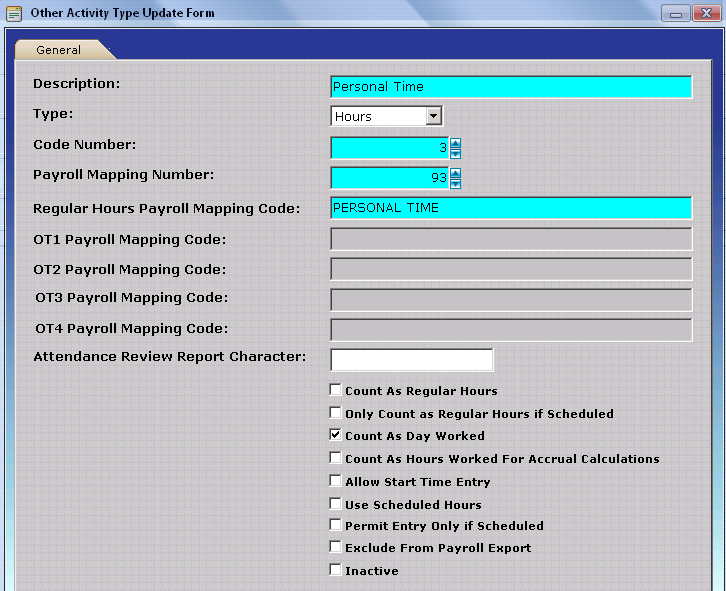 Other Activity Type Update Form
General
Description: Personal Time
Type: Hours
Code Number: 3
Payroll Mapping Number: 93
Regular Hours Payroll Mapping Code: PERSONAL TIME
OT1 Payroll Mapping Code:
OT2 Payroll Mapping Code:
OT3 Payroll Mapping Code:
OT4 Payroll Mapping Code:
Attendance Review Report Character:
Count As Regular Hours
Only Count as Regular Hours if Scheduled
Count As Day Worked
Count As Hours Worked For Accrual Calculations
Allow Start Time Entry
Use Scheduled Hours
Permit Entry Only if Scheduled
Exclude From Payroll Export
Inactive